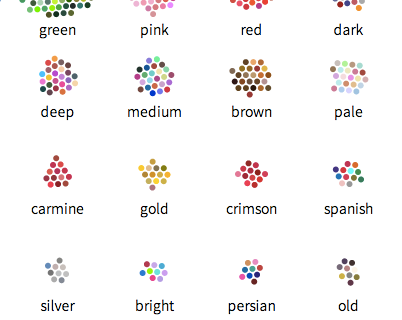 green pink red dark
deep medium brown pale
carmine gold crimson spanish
silver bright persian old